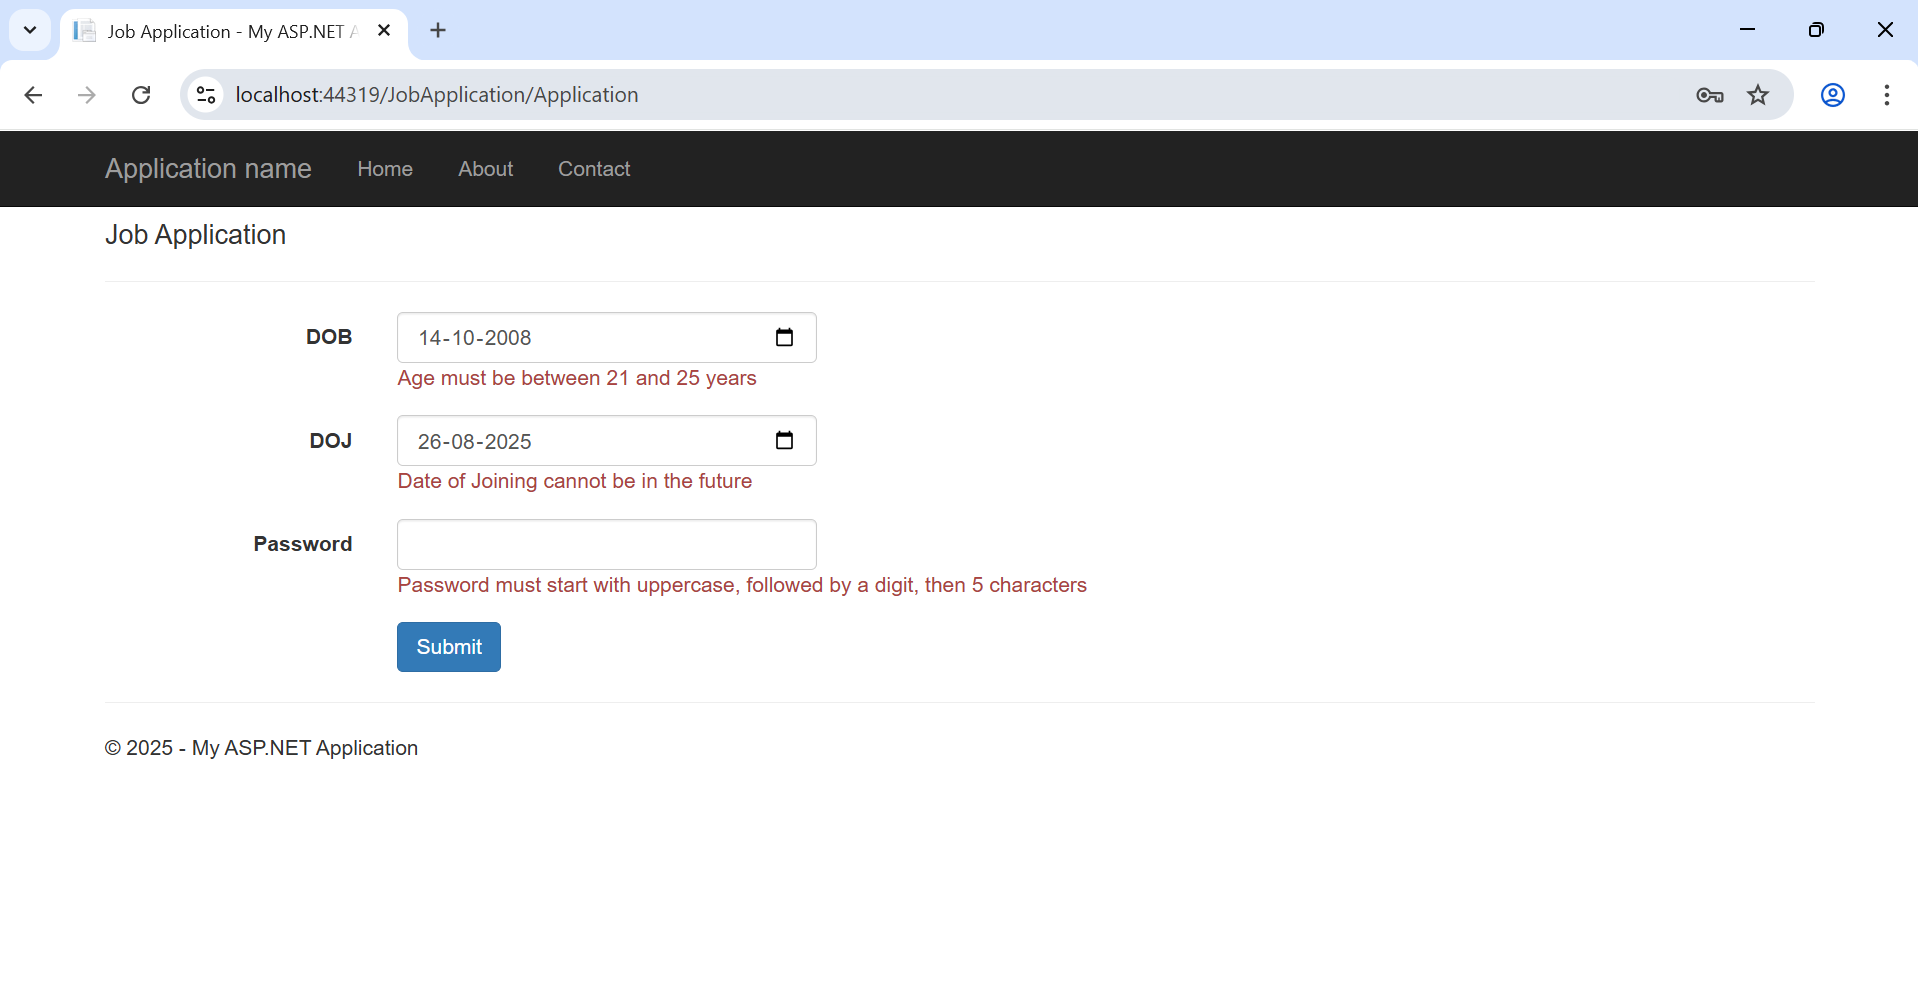 Job Application - My ASP.NET A
localhost:44319/JobApplication/Application
Application name Home About Contact
Job Application
DOB 14-10-2008
Age must be between 21 and 25 years
DOJ 26-08-2025
Date of Joining cannot be in the future
Password
Password must start with uppercase, followed by a digit, then 5 characters
Submit
© 2025 - My ASP.NET Application